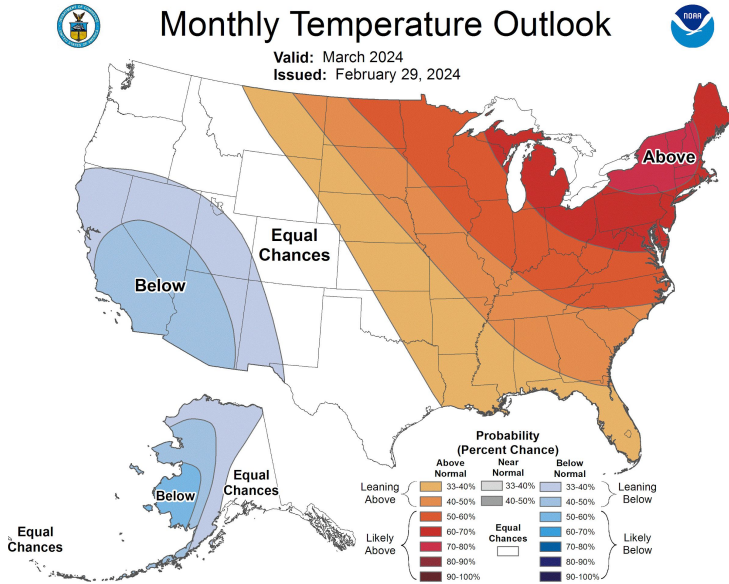 Monthly Temperature Outlook
NOAA
Valid: March 2024
Issued: February 29, 2024
Above
Equal
Chances
Below
Equal
Chances
Below
Equal
Chances
Probability
(Percent Chance)
Above
Normal
Near
Normal
Below
Normal
Leaning
Above
33-40% 33-40% 33-40%
40-50% 40-50% 40-50%
Leaning
Below
Likely
Above
50-60% 50-60%
60-70% 60-70%
70-80% 70-80%
80-90% 80-90%
90-100% 90-100%
Equal
Chances
Likely
Below